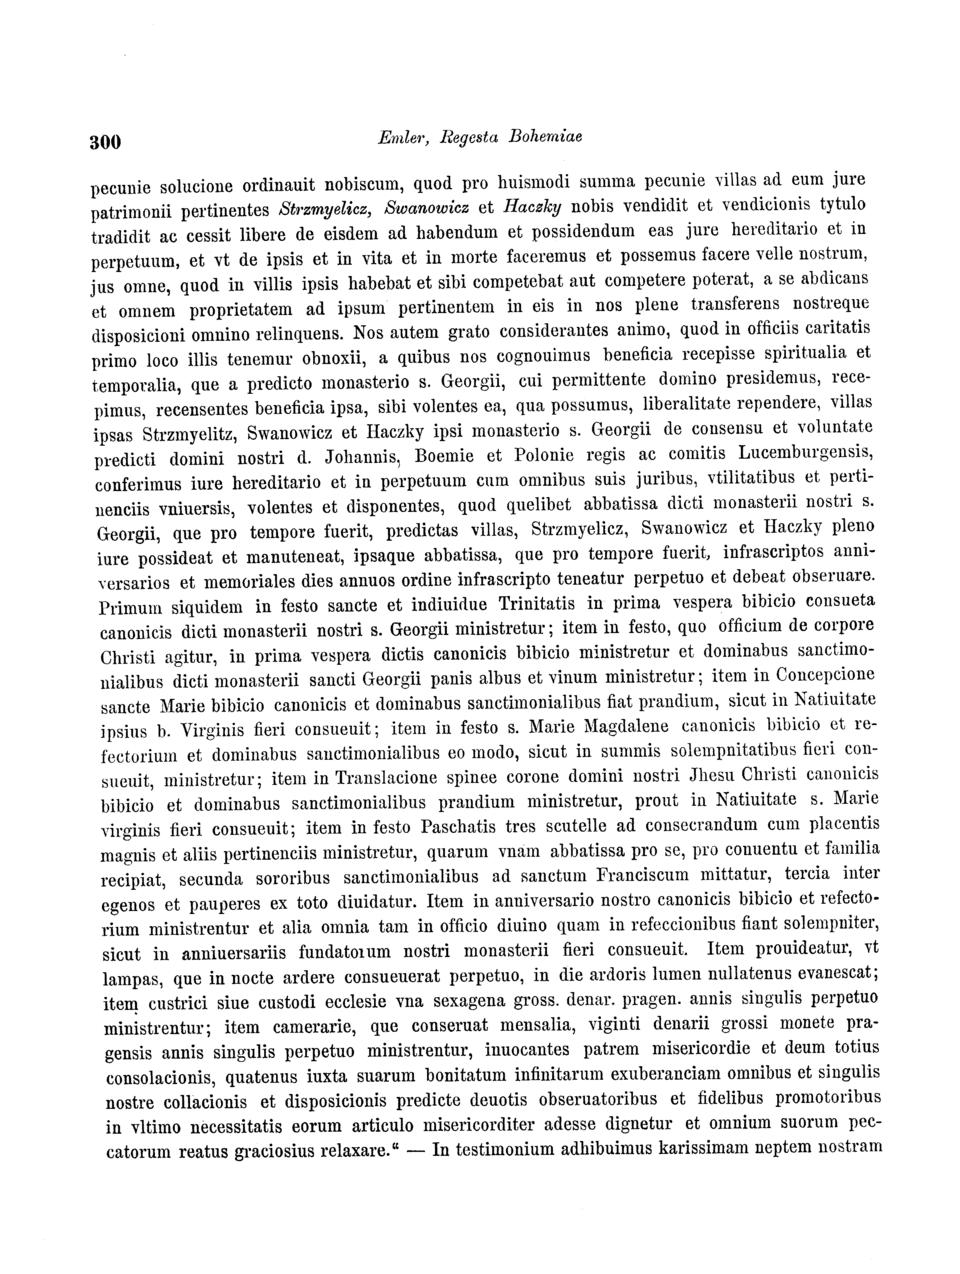 300
Emler, Regesta Bohemiae
pecunie solucione ordinauit nobiscum, quod pro huismodi summa pecunie villas ad eum jure
patrimonii pertinentes Strzmyelicz, Swanowicz et Haczky nobis vendidit et vendicionis tytulo
tradidit ac cessit libere de eisdem ad habendum et possidendum eas jure hereditario et in
perpetuum, et vt de ipsis et in vita et in morte faceremus et possemus facere velle nostrum,
jus omne, quod in villis ipsis habebat et sibi competebat aut competere poterat, a se abdicans
et omnem proprietatem ad ipsum pertinentem in eis in nos plene transferens nostreque
disposicioni omnino relinquens. Nos autem grato considerantes animo, quod in officiis caritatis
primo loco illis tenemur obnoxii, a quibus nos cognouimus beneficia recepisse spiritualia et
temporalia, que a predicto monasterio s. Georgii, cui permittente domino presidemus, rece-
pimus, recensentes beneficia ipsa, sibi volentes ea, qua possumus, liberalitate rependere, villas
ipsas Strzmyelitz, Swanowicz et Haczky ipsi monasterio s. Georgii de consensu et voluntate
predicti domini nostri d. Johannis, Boemie et Polonie regis ac comitis Lucemburgensis,
conferimus iure hereditario et in perpetuum cum omnibus suis juribus, vtilitatibus et perti-
nenciis vniuersis, volentes et disponentes, quod quelibet abbatissa dicti monasterii nostri s.
Georgii, que pro tempore fuerit, predictas villas, Strzmyelicz, Swanowicz et Haczky pleno
iure possideat et manuteneat, ipsaque abbatissa, que pro tempore fuerit, infrascriptos anni-
versarios et memoriales dies annuos ordine infrascripto teneatur perpetuo et debeat obseruare.
Primum siquidem in festo sancte et indiuidue Trinitatis in prima vespera bibicio consueta
canonicis dicti monasterii nostri s. Georgii ministretur; item in festo, quo officium de corpore
Christi agitur, in prima vespera dictis canonicis bibicio ministretur et dominabus sanctimo-
nialibus dicti monasterii sancti Georgii panis albus et vinum ministretur; item in Concepcione
sancte Marie bibicio canonicis et dominabus sanctimonialibus fiat prandium, sicut in Natiuitate
ipsius b. Virginis fieri consueuit; item in festo s. Marie Magdalene canonicis bibicio et re-
fectorium et dominabus sanctimonialibus eo modo, sicut in summis solempnitatibus fieri con-
sueuit, ministretur; item in Translacione spinee corone domini nostri Jhesu Christi canonicis
bibicio et dominabus sanctimonialibus prandium ministretur, prout in Natiuitate s. Marie
virginis fieri consueuit; item in festo Paschatis tres scutelle ad consecrandum cum placentis
magnis et aliis pertinenciis ministretur, quarum vnam abbatissa pro se, pro conuentu et familia
recipiat, secunda sororibus sanctimonialibus ad sanctum Franciscum mittatur, tercia inter
egenos et pauperes ex toto diuidatur. Item in anniversario nostro canonicis bibicio et refecto-
rium ministrentur et alia omnia tam in officio diuino quam in refeccionibus fiant solempniter,
sicut in anniuersariis fundatorum nostri monasterii fieri consueuit. Item prouideatur, vt
lampas, que in nocte ardere consueuerat perpetuo, in die ardoris lumen nullatenus evanescat;
item custrici siue custodi ecclesie vna sexagena gross. denar. pragen. annis singulis perpetuo
ministrentur; item camerarie, que conseruat mensalia, viginti denarii grossi monete pra-
gensis annis singulis perpetuo ministrentur, inuocantes patrem misericordie et deum totius
consolacionis, quatenus iuxta suarum bonitatum infinitarum exuberanciam omnibus et singulis
nostre collacionis et disposicionis predicte deuotis obseruatoribus et fidelibus promotoribus
in vltimo necessitatis eorum articulo misericorditer adesse dignetur et omnium suorum pec-
catorum reatus graciosius relaxare.“ — In testimonium adhibuimus karissimam neptem nostram